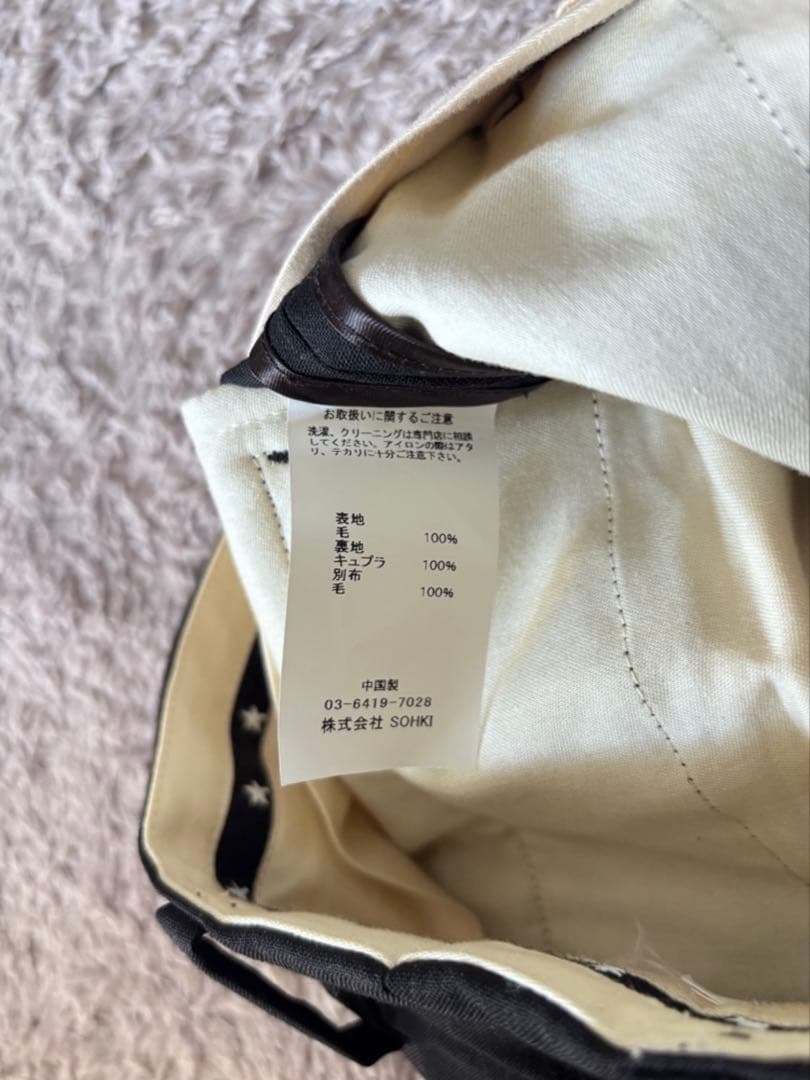 お取扱いに関するご注意
洗濯、クリーニングは専門店に相談
してください。アイロンの際はアタ
リ、テカリに十分ご注意下さい。
表地
毛 100%
裏地
キュプラ 100%
別布
毛 100%
中国製
03-6419-7028
株式会社 SOHKI